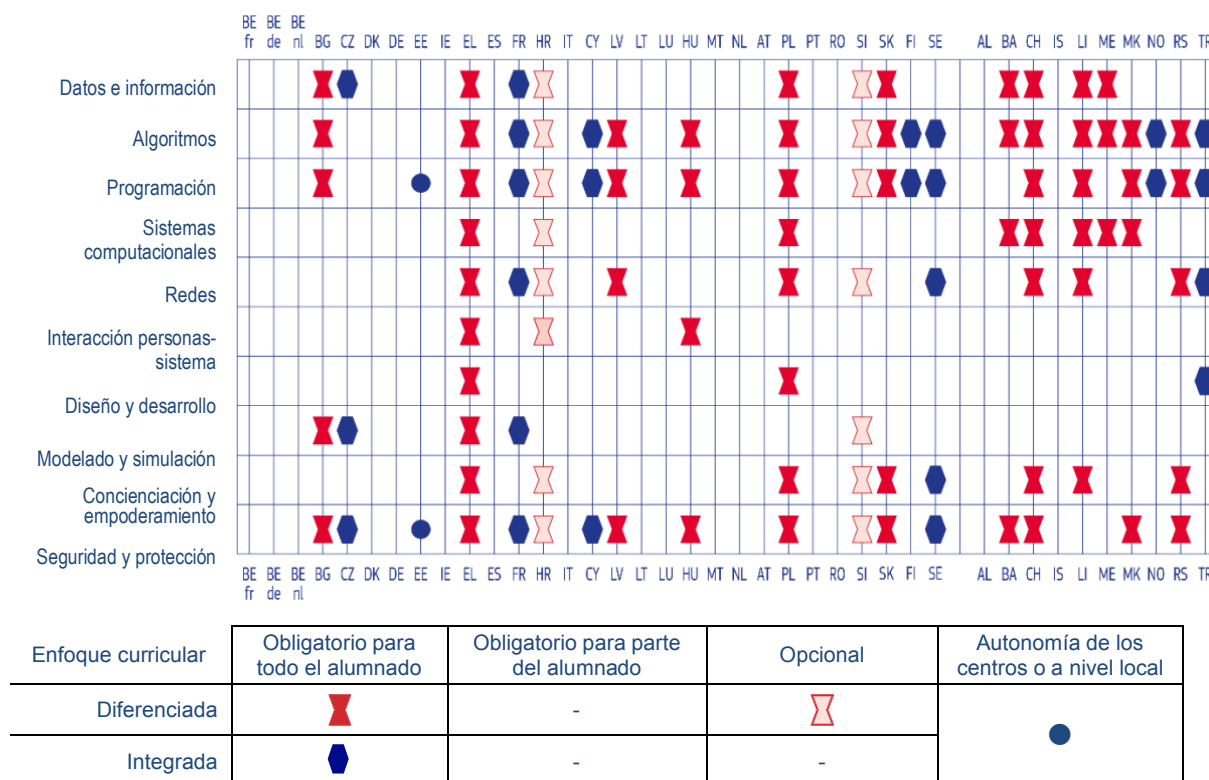 BE BE BE
fr de nl BG CZ DK DE EE IE EL ES FR HR IT CY LV LT LU HU MT NL AT PL PT RO SI SK FI SE AL BA CH IS LI ME MK NO RS TR
Datos e información
Algoritmos
Programación
Sistemas
computacionales
Redes
Interacción personas-
sistema
Diseño y desarrollo
Modelado y simulación
Concienciación y
empoderamiento
Seguridad y protección
BE BE BE BG CZ DK DE EE IE EL ES FR HR IT CY LV LT LU HU MT NL AT PL PT RO SI SK FI SE AL BA CH IS LI ME MK NO RS TR
fr de nl
Enfoque curricular
Obligatorio para
todo el alumnado
Obligatorio para parte
del alumnado
Opcional
Autonomía de los
centros o a nivel local
Diferenciada
-
Integrada
-
-